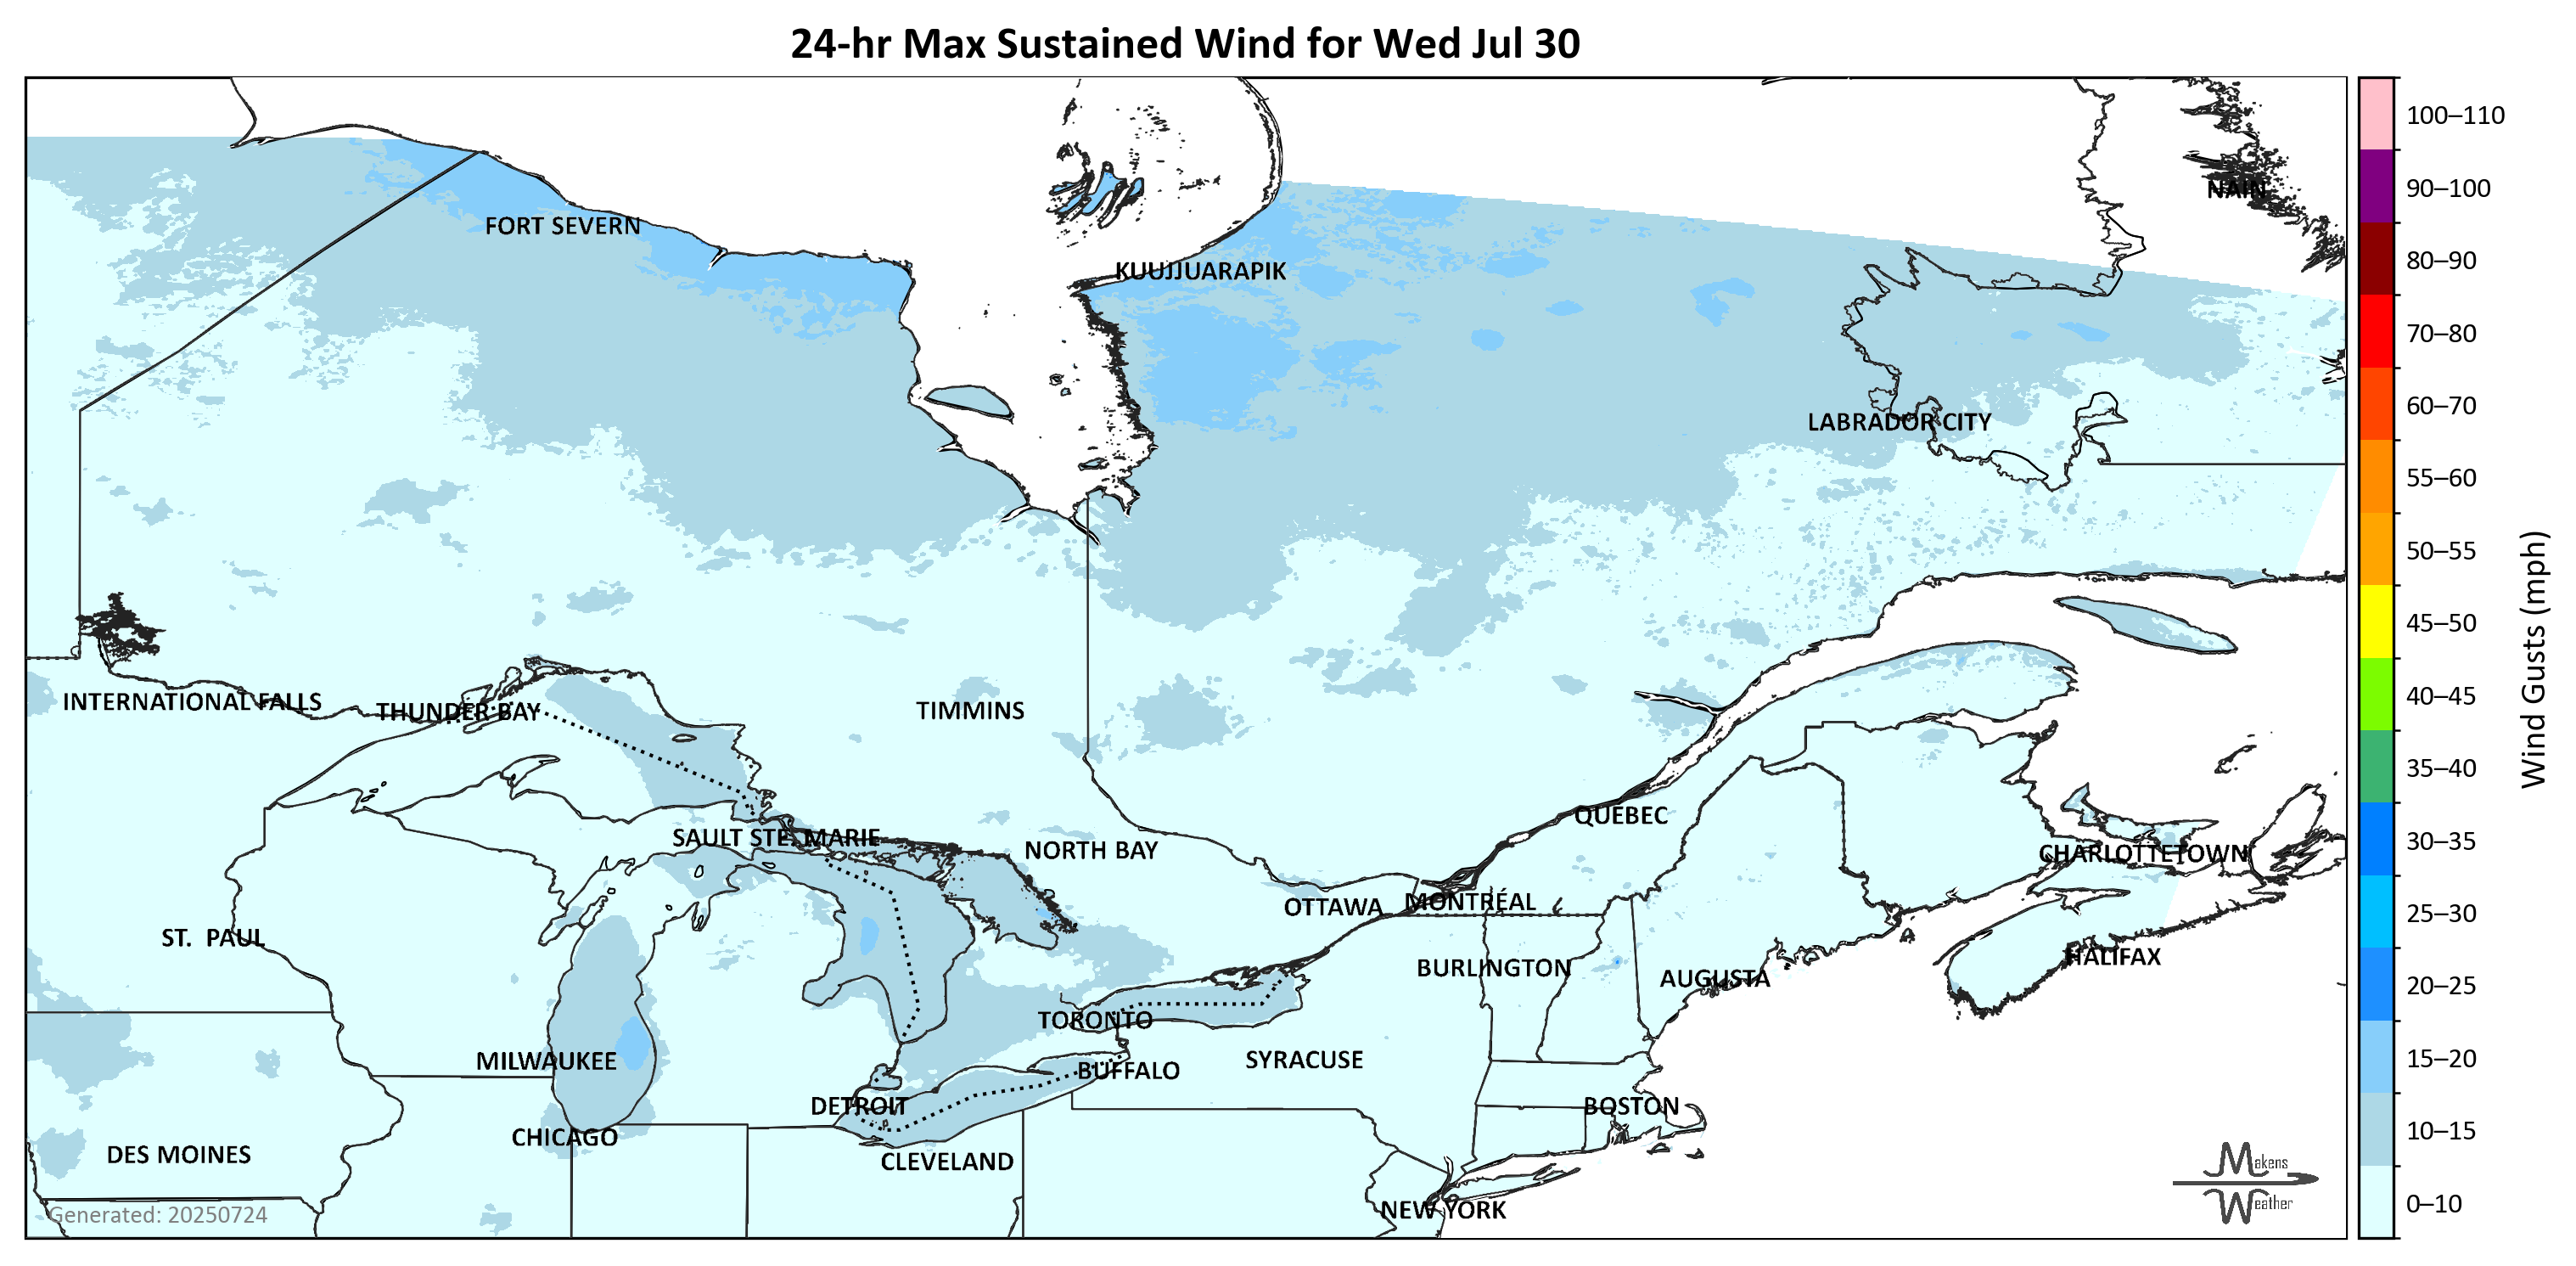 24-hr Max Sustained Wind for Wed Jul 30
100–110
90–100
NAIN
FORT SEVERN
80–90
KUUJJUARAPIK
70–80
60–70
LABRADOR CITY
55–60
50–55
45–50
Wind Gusts (mph)
40–45
INTERNATIONAL FALLS
THUNDER BAY
TIMMINS
35–40
QUÉBEC
30–35
SAULT STE. MARIE
NORTH BAY
CHARLOTTETOWN
25–30
OTTAWA
MONTRÉAL
ST. PAUL
HALIFAX
BURLINGTON
AUGUSTA
20–25
TORONTO
MILWAUKEE
SYRACUSE
15–20
BUFFALO
DETROIT
BOSTON
CHICAGO
10–15
DES MOINES
CLEVELAND
Makens
Weather
0–10
NEW YORK
Generated: 20250724